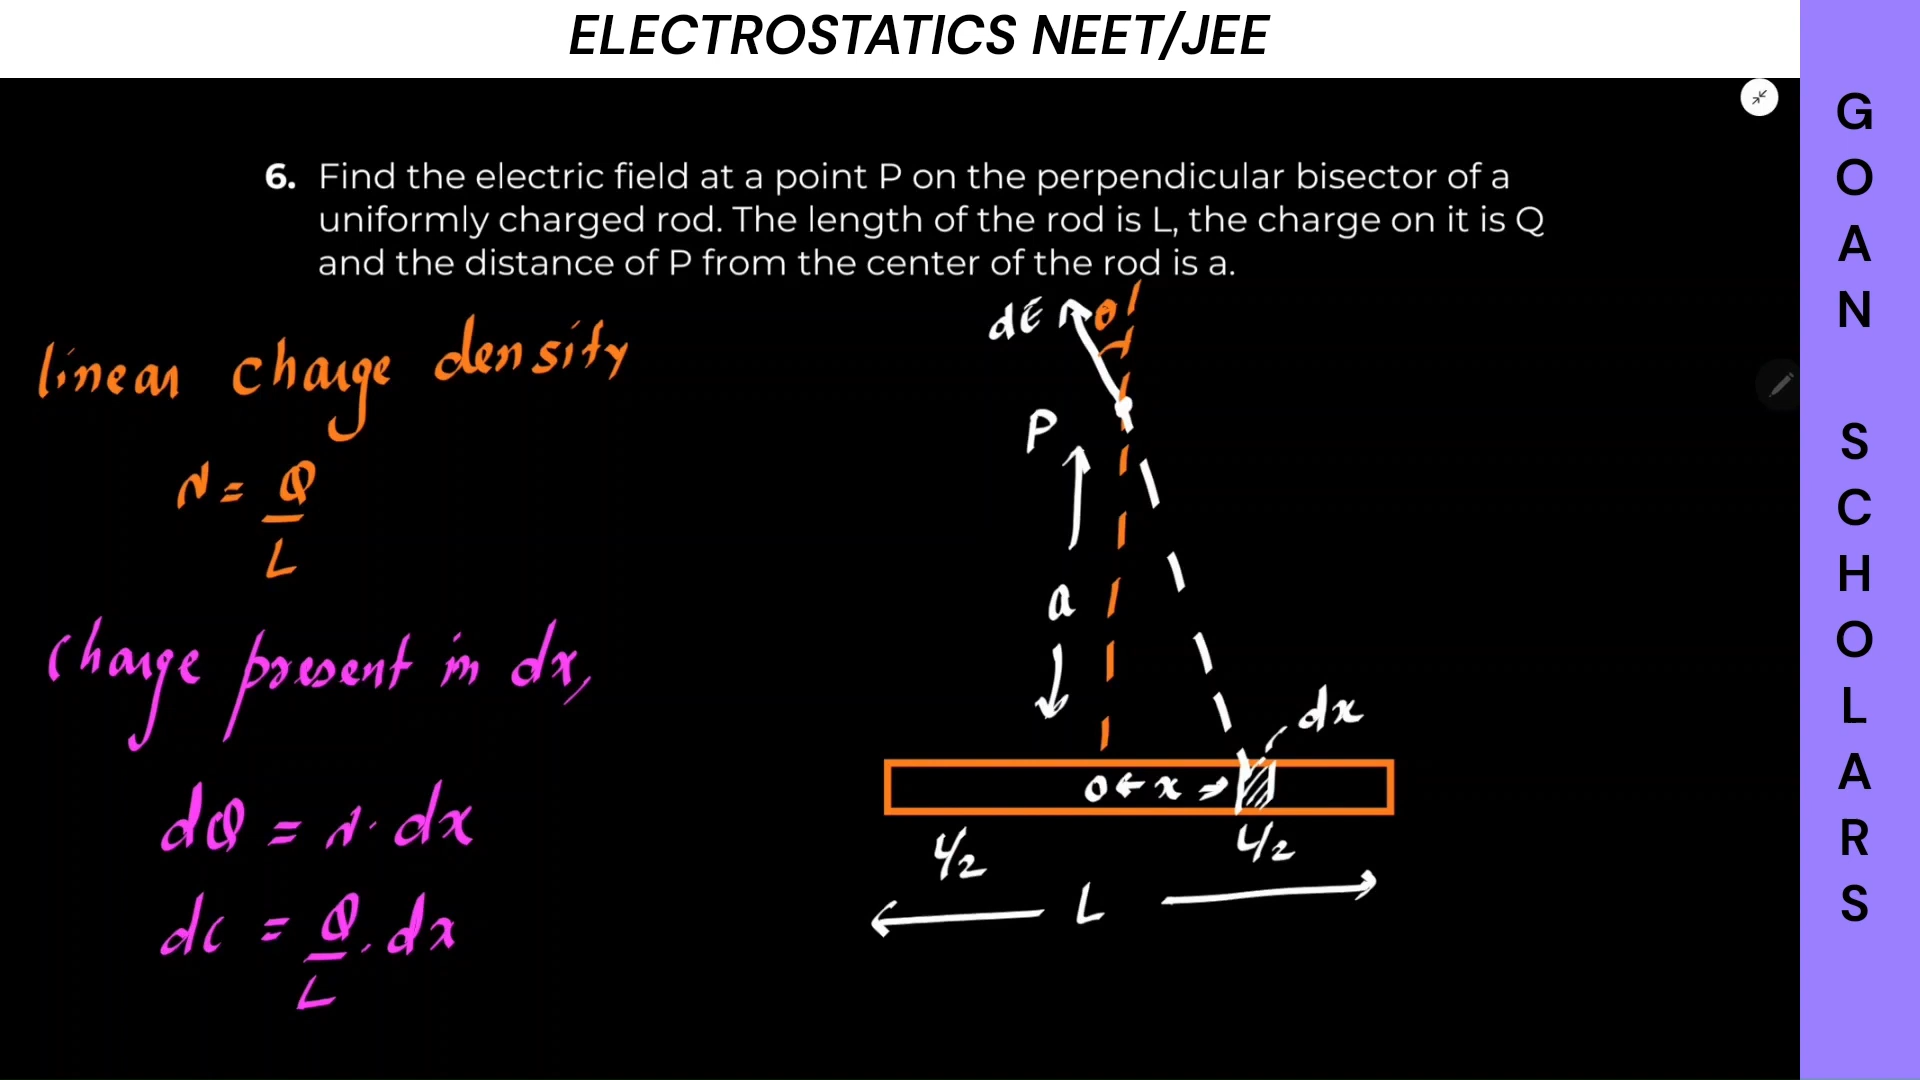 ELECTROSTATICS NEET/JEE
6. Find the electric field at a point P on the perpendicular bisector of a
uniformly charged rod. The length of the rod is L, the charge on it is Q
and the distance of P from the center of the rod is a.
linear charge density
λ = Q
L
Charge present in dx,
dQ = λ. dx
= Q . dx
L
dE θ
P
a
dx
O ← x →
L/2 L/2
L
GOAN SCHOLARS